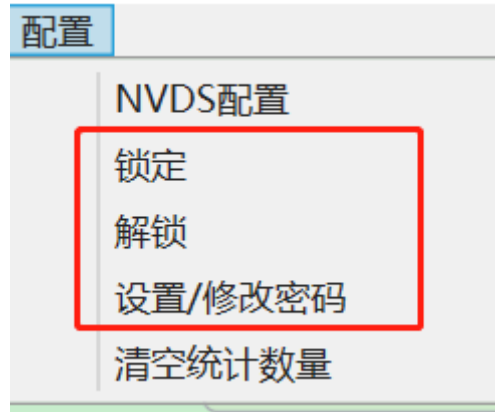 配置
NVDS配置
锁定
解锁
设置/修改密码
清空统计数量